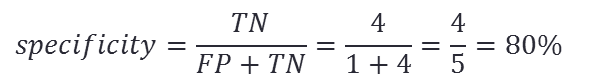 specificity = TN / (FP + TN) = 4 / (1 + 4) = 4 / 5 = 80%